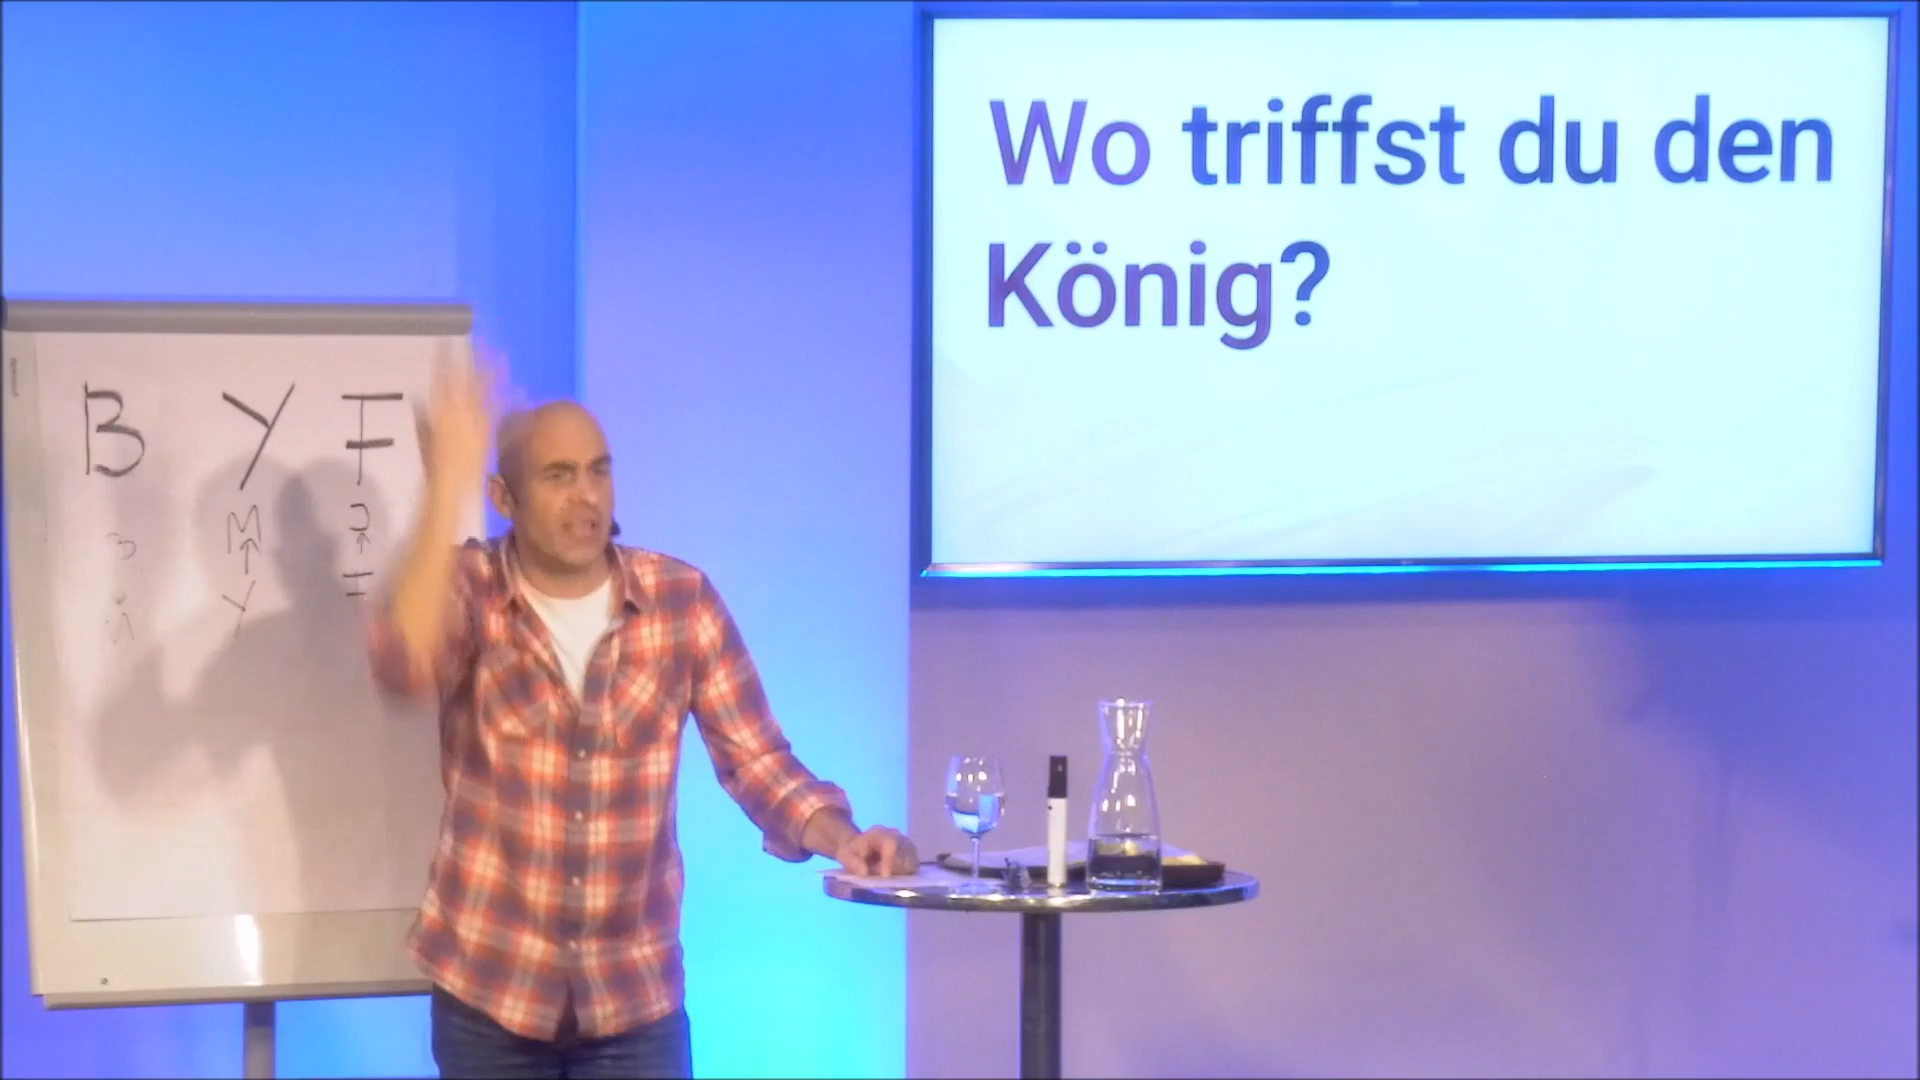 Wo triffst du den
König?
B Y F
M
Y